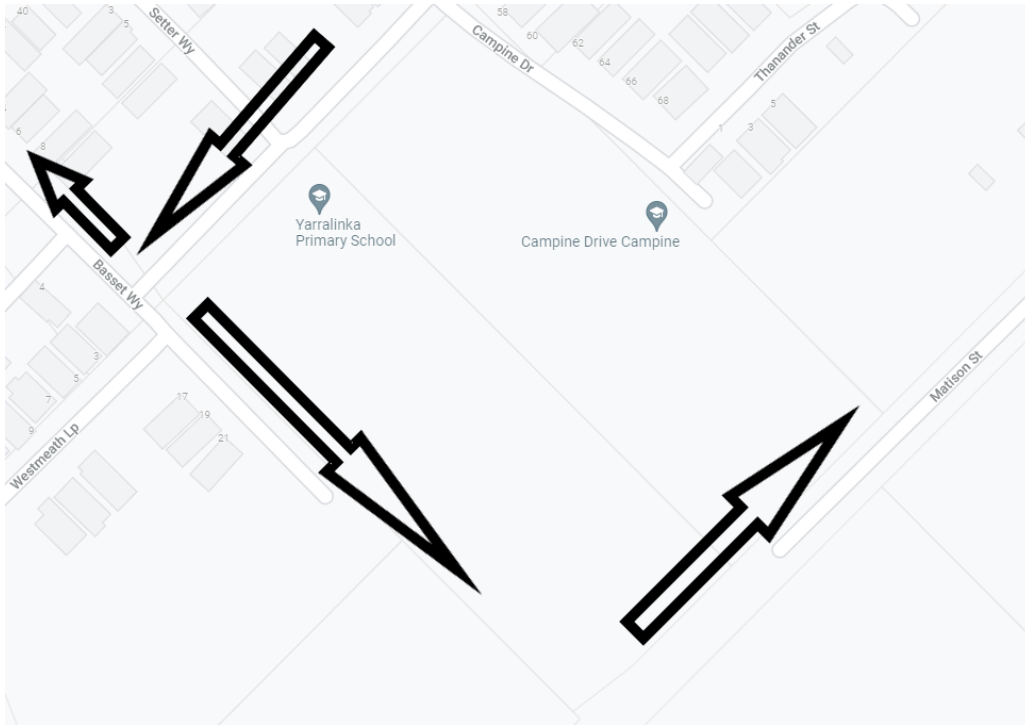 40
3
5
Setter Wy
58
60
62
64
66
68
Campine Dr
Thanander St
5
3
1
6
8
Yarralinka
Primary School
Campine Drive Campine
Basset Wy
4
3
5
7
9
17
19
21
Westmeath Lp
Matison St